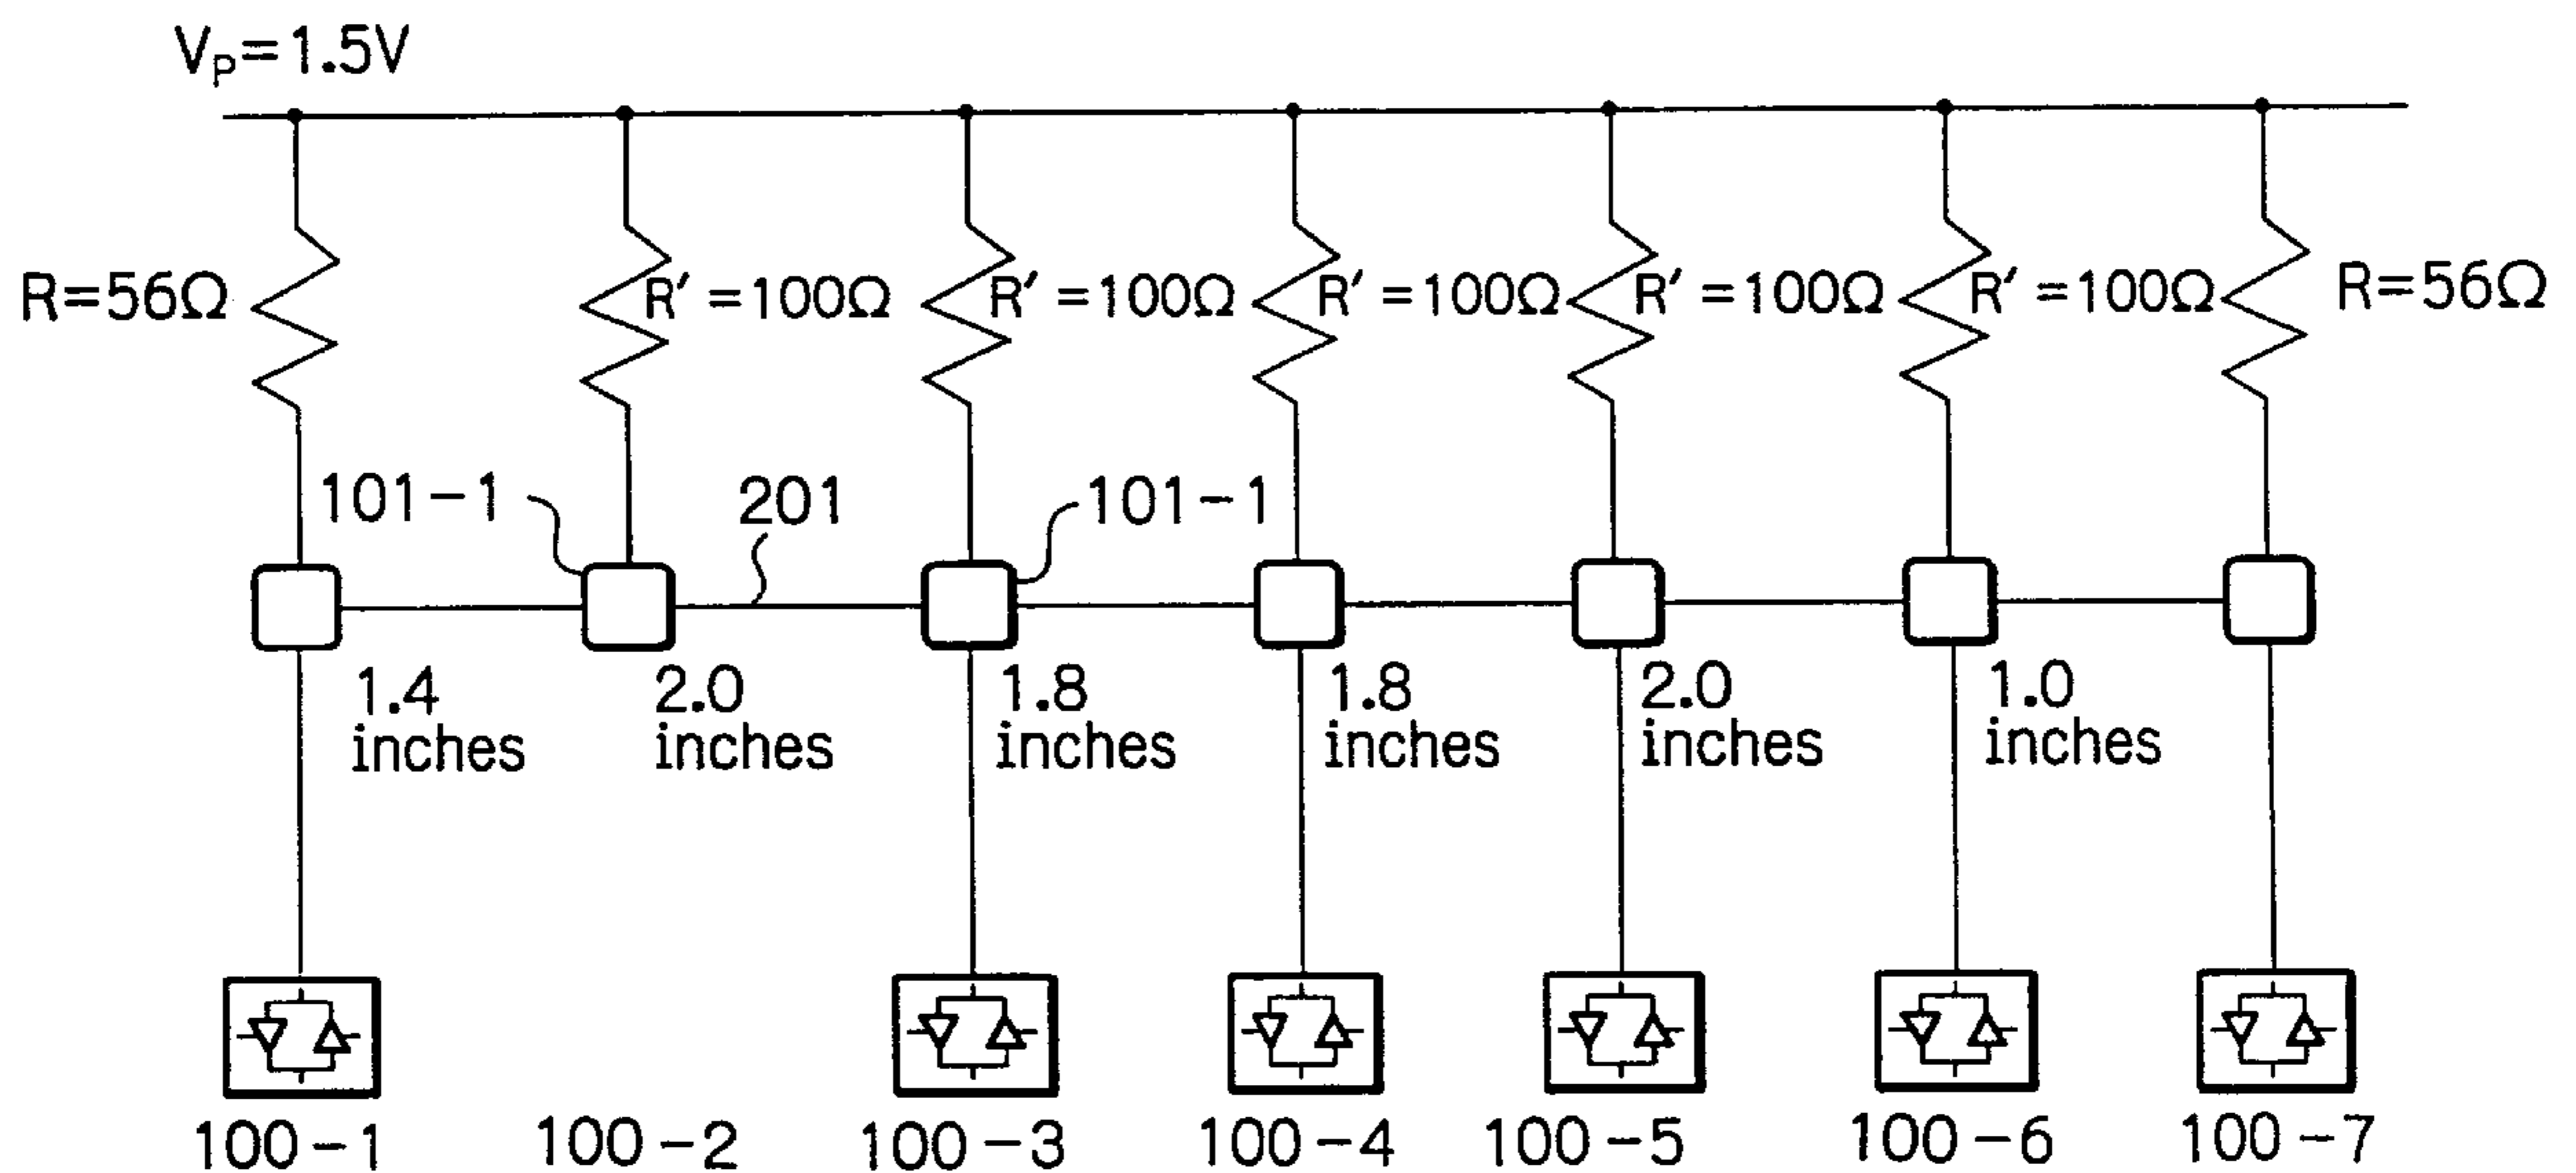 VP=1.5V
R=56Ω R′=100Ω R′=100Ω R′=100Ω R′=100Ω R′=100Ω R=56Ω
101-1 201 101-1
1.4 2.0 1.8 1.8 2.0 1.0
inches inches inches inches inches inches
100-1 100-2 100-3 100-4 100-5 100-6 100-7